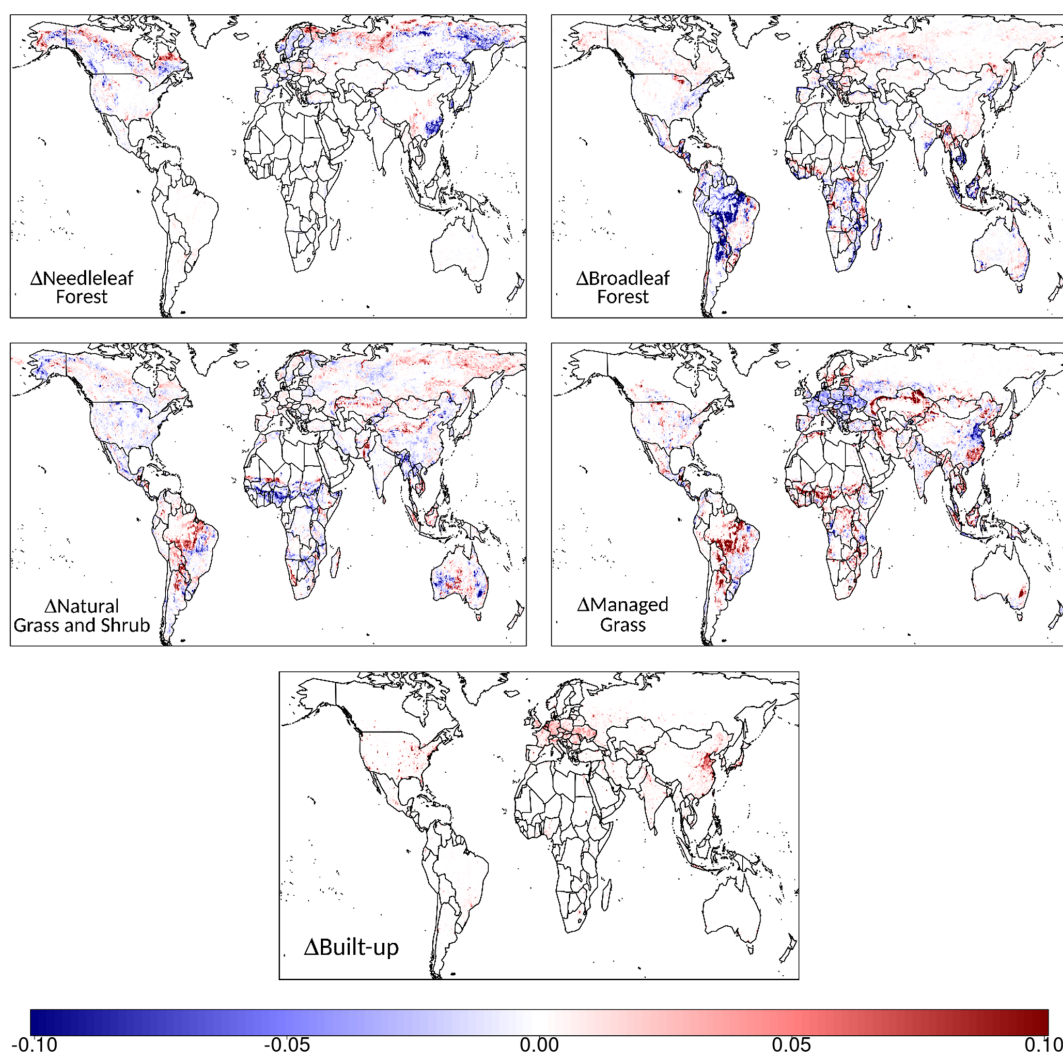 ΔNeedleleaf
Forest
ΔBroadleaf
Forest
ΔNatural
Grass and Shrub
ΔManaged
Grass
ΔBuilt-up
-0.10
-0.05
0.00
0.05
0.10